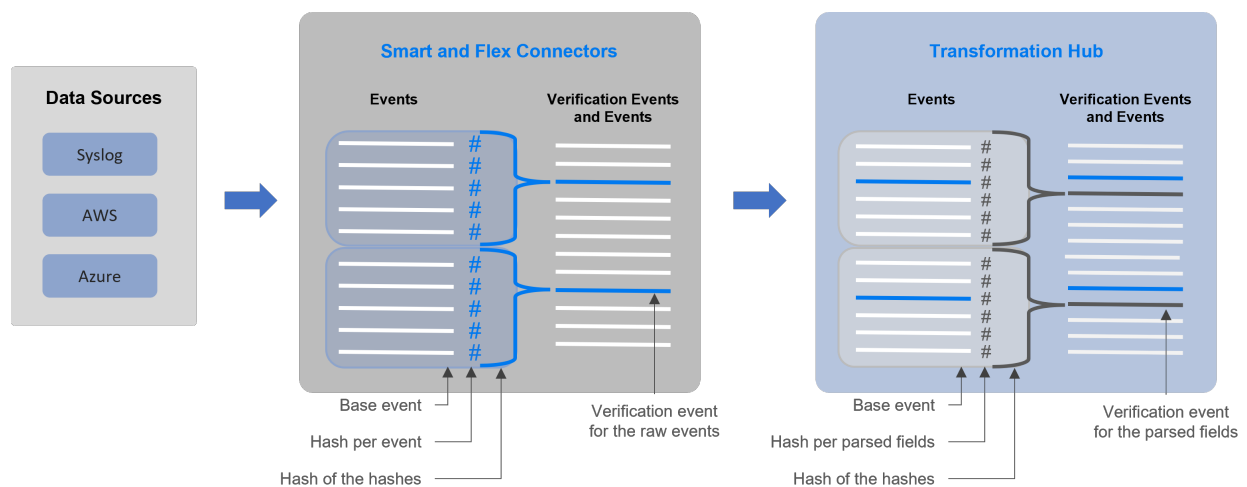 Data Sources
Syslog
AWS
Azure
Smart and Flex Connectors
Events
Verification Events
and Events
#
#
#
#
#
#
#
#
#
#
Base event
Hash per event
Hash of the hashes
Verification event
for the raw events
Transformation Hub
Events
Verification Events
and Events
#
#
#
#
#
#
#
#
#
#
#
#
Base event
Hash per parsed fields
Hash of the hashes
Verification event
for the parsed fields